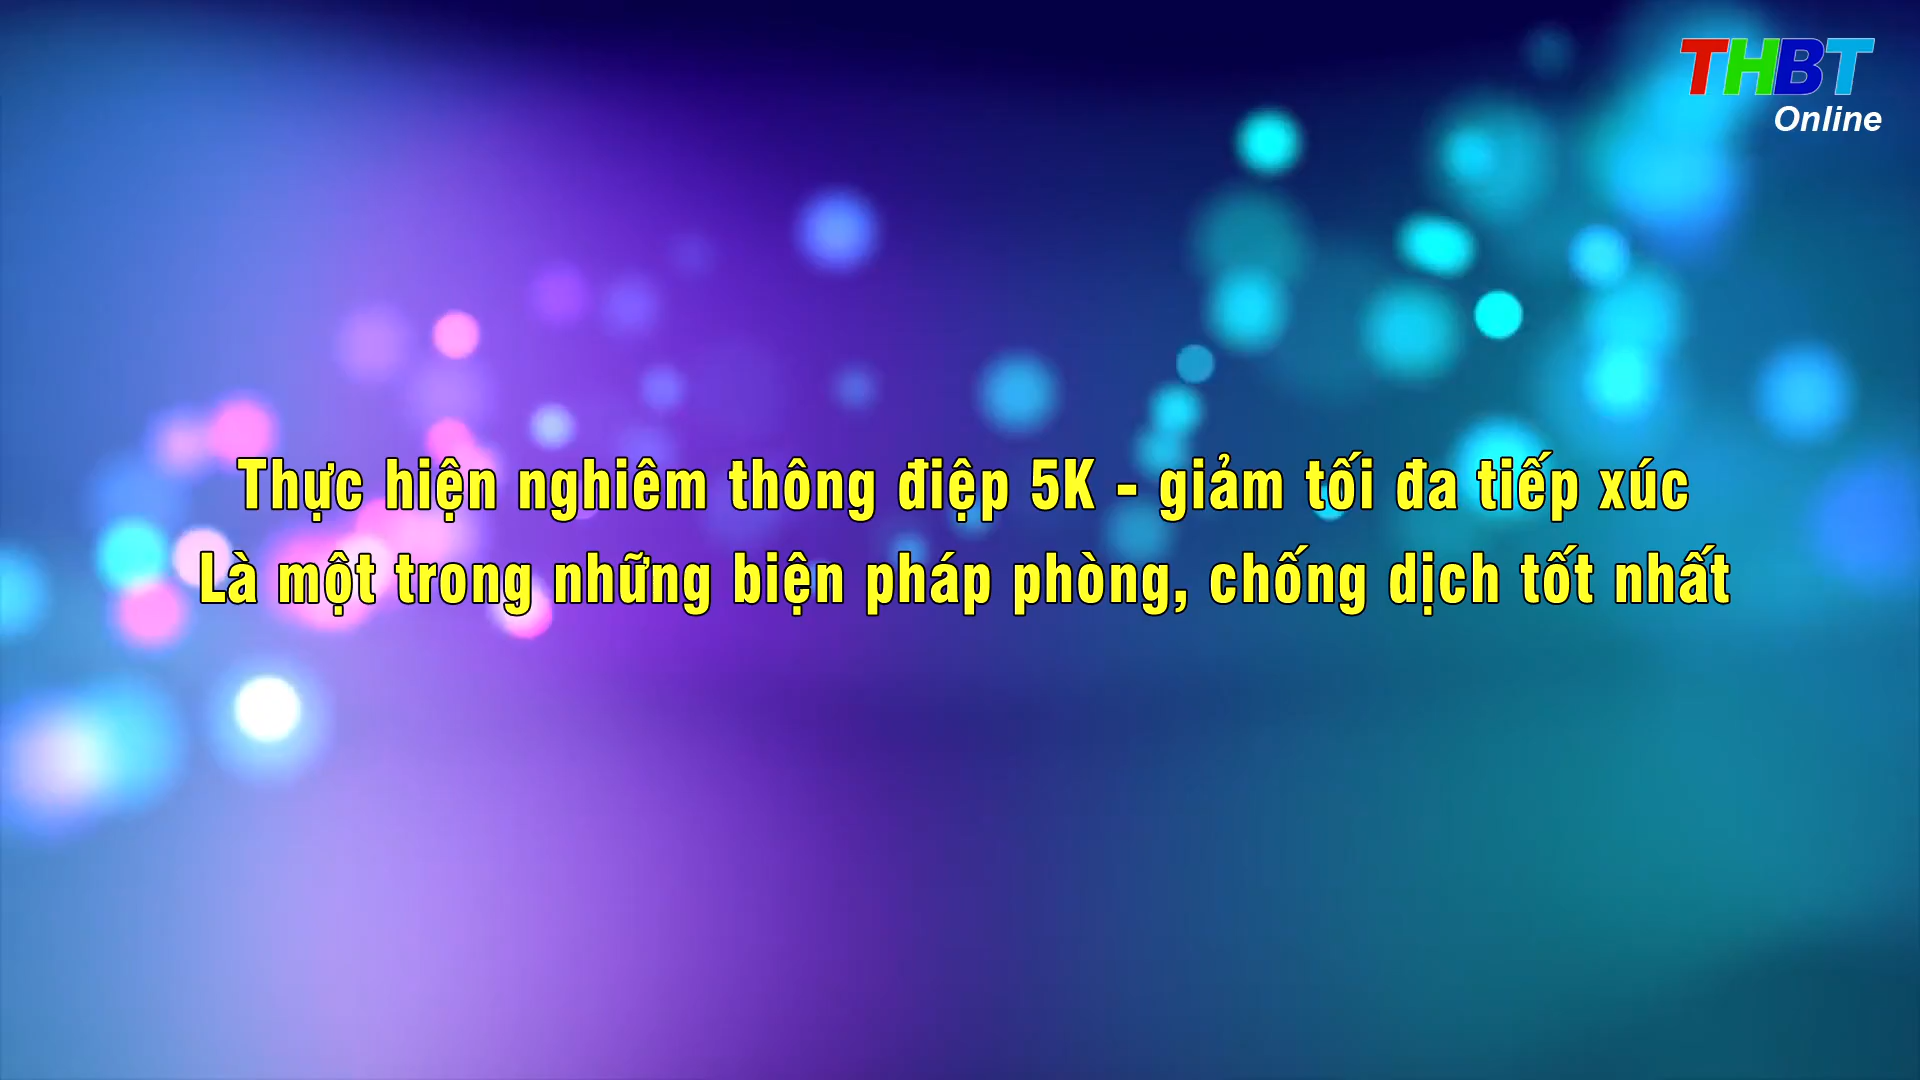 THBT
Online
Thực hiện nghiêm thông điệp 5K - giảm tối đa tiếp xúc
Là một trong những biện pháp phòng, chống dịch tốt nhất